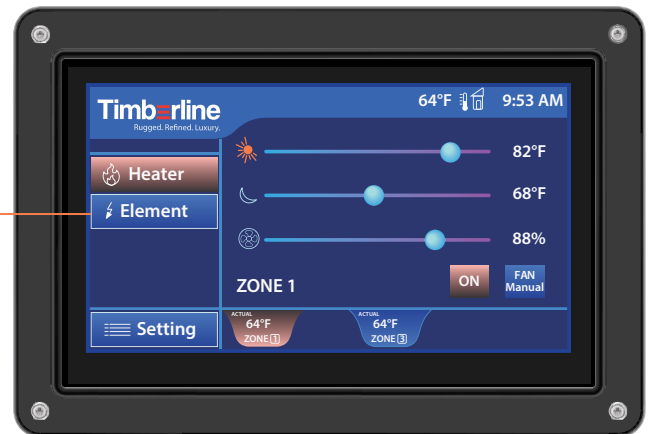 Timberline
Rugged. Refined. Luxury.
64°F 9:53 AM
82°F
Heater
68°F
Element
88%
ZONE 1
ON
FAN
Manual
Setting
ACTUAL
64°F
ZONE 1
ACTUAL
64°F
ZONE 3